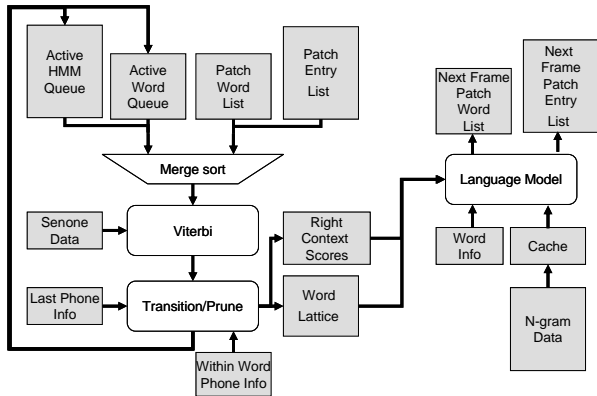 Active
HMM
Queue
Active
Word
Queue
Patch
Word
List
Patch
Entry
List
Next Frame
Patch
Word
List
Next
Frame
Patch
Entry
List
Merge sort
Language Model
Senone
Data
Viterbi
Right
Context
Scores
Word
Info
Cache
Last Phone
Info
Transition/Prune
Word
Lattice
N-gram
Data
Within Word
Phone Info